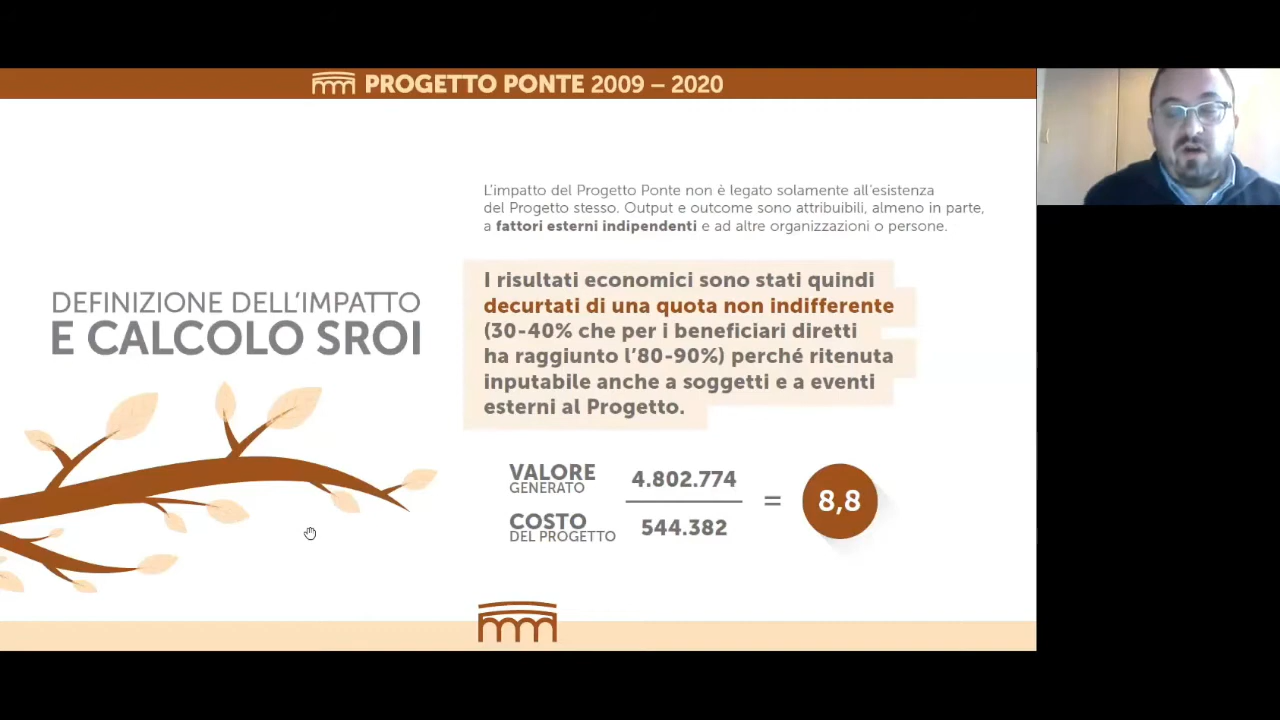 PROGETTO PONTE 2009 – 2020
L'impatto del Progetto Ponte non è legato solamente all'esistenza
del Progetto stesso. Output e outcome sono attribuibili, almeno in parte,
a fattori esterni indipendenti e ad altre organizzazioni o persone.
DEFINIZIONE DELL'IMPATTO
E CALCOLO SROI
I risultati economici sono stati quindi
decurtati di una quota non indifferente
(30-40% che per i beneficiari diretti
ha raggiunto l'80-90%) perché ritenuta
inputabile anche a soggetti e a eventi
esterni al Progetto.
VALORE
GENERATO
4.802.774
COSTO
DEL PROGETTO
544.382
=
8,8